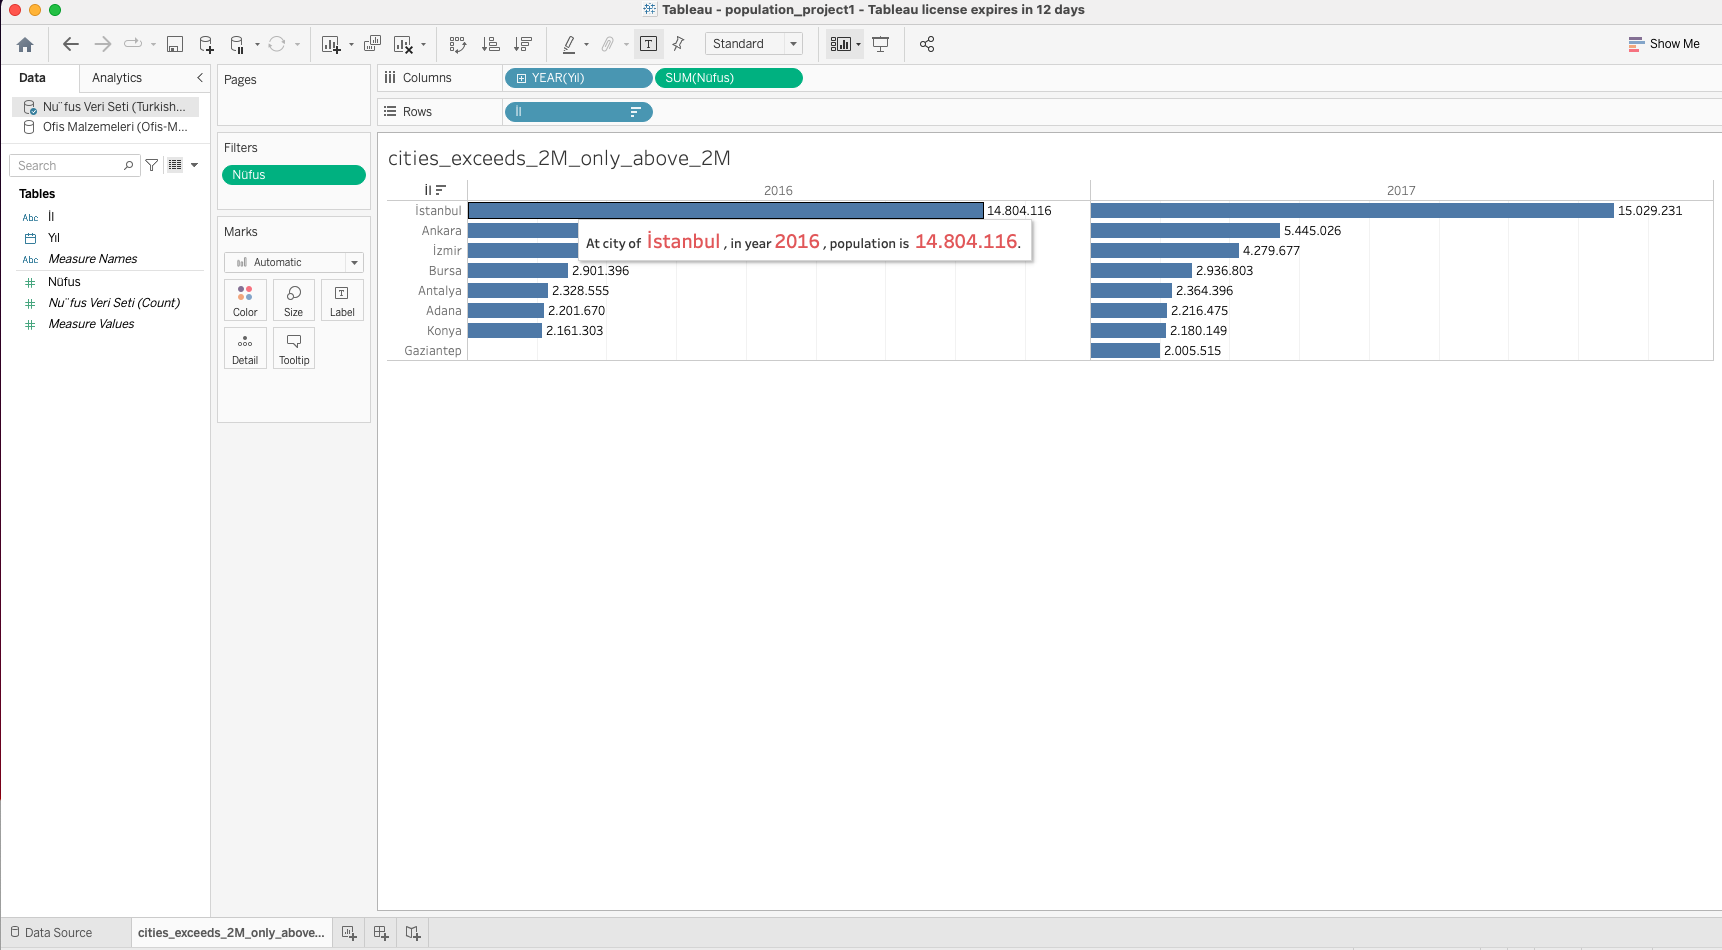 Tableau - population_project1 - Tableau license expires in 12 days
Standard
Show Me
Data
Analytics
Nu¨fus Veri Seti (Turkish...
Ofis Malzemeleri (Ofis-M...
Search
Tables
Abc İl
Yıl
Abc Measure Names
Nüfus
Nu¨fus Veri Seti (Count)
Measure Values
Pages
Filters
Nüfus
Marks
Automatic
Color
Size
Label
Detail
Tooltip
Columns
YEAR(Yıl)
SUM(Nüfus)
Rows
İl
cities_exceeds_2M_only_above_2M
İl
2016
2017
İstanbul 14.804.116 15.029.231
Ankara 5.445.026
At city of İstanbul , in year 2016 , population is 14.804.116.
İzmir 4.279.677
Bursa 2.901.396 2.936.803
Antalya 2.328.555 2.364.396
Adana 2.201.670 2.216.475
Konya 2.161.303 2.180.149
Gaziantep 2.005.515
Data Source
cities_exceeds_2M_only_above...